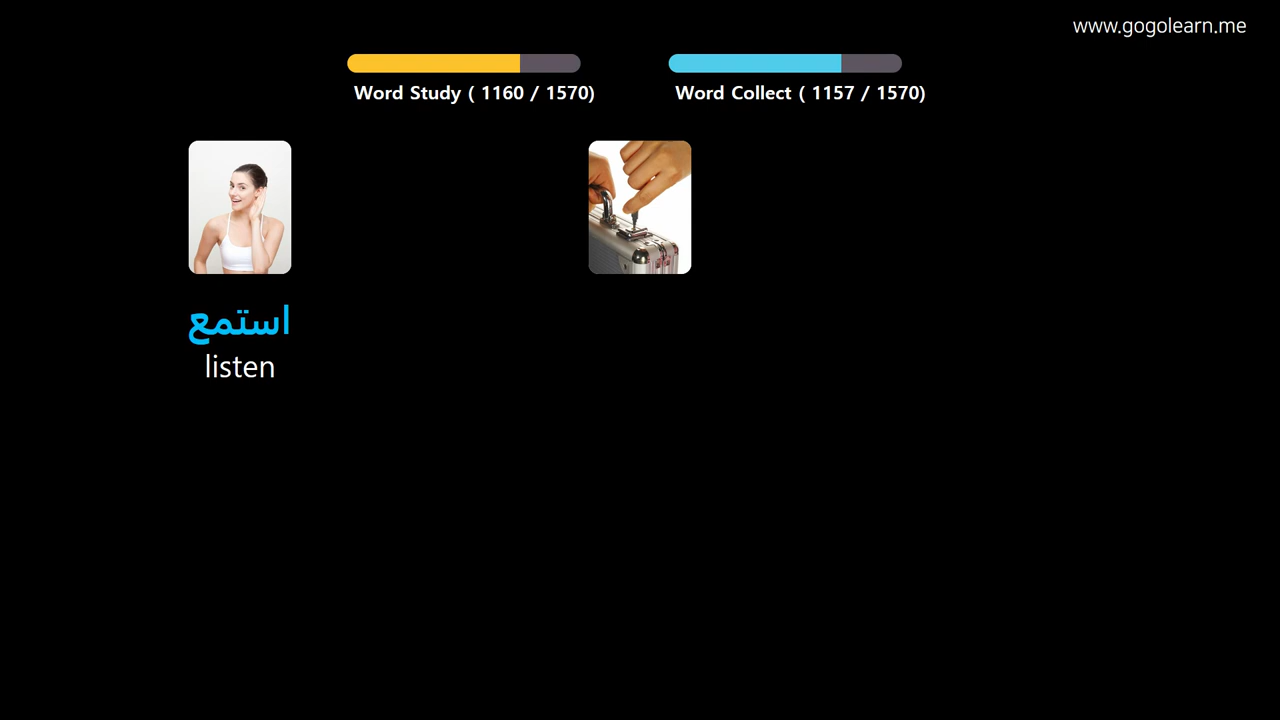 www.gogolearn.me
Word Study ( 1160 / 1570)
Word Collect ( 1157 / 1570)
استمع
listen